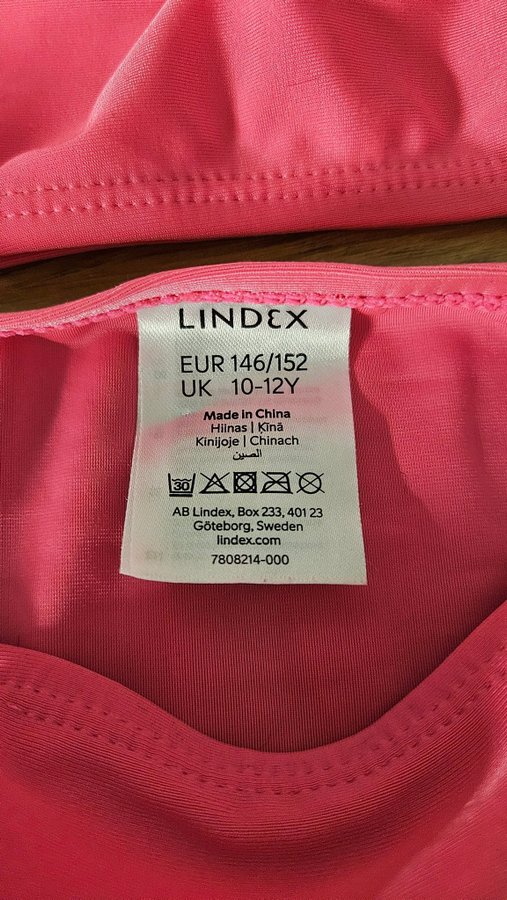 LINDEX
EUR 146/152
UK 10-12Y
Made in China
Hiinas | Ķīnā
Kinijoje | Chinach
الصين
30
AB Lindex, Box 233, 401 23
Göteborg, Sweden
lindex.com
7808214-000